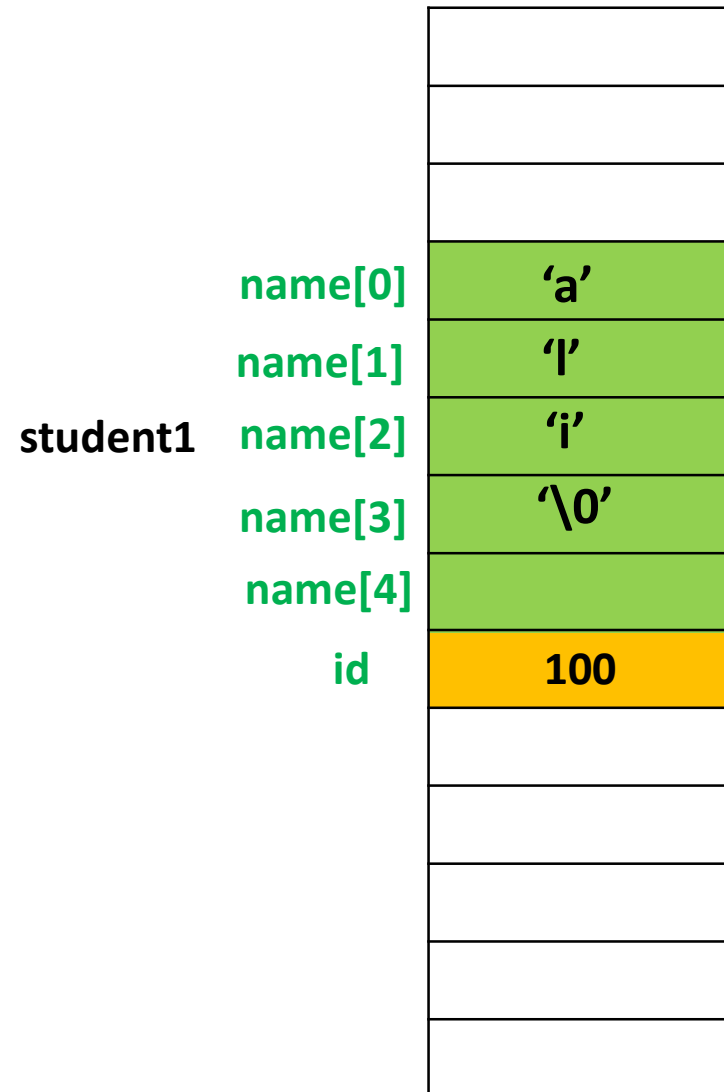 name[0] ‘a’
name[1] ‘l’
student1 name[2] ‘i’
name[3] ‘\0’
name[4]
id 100